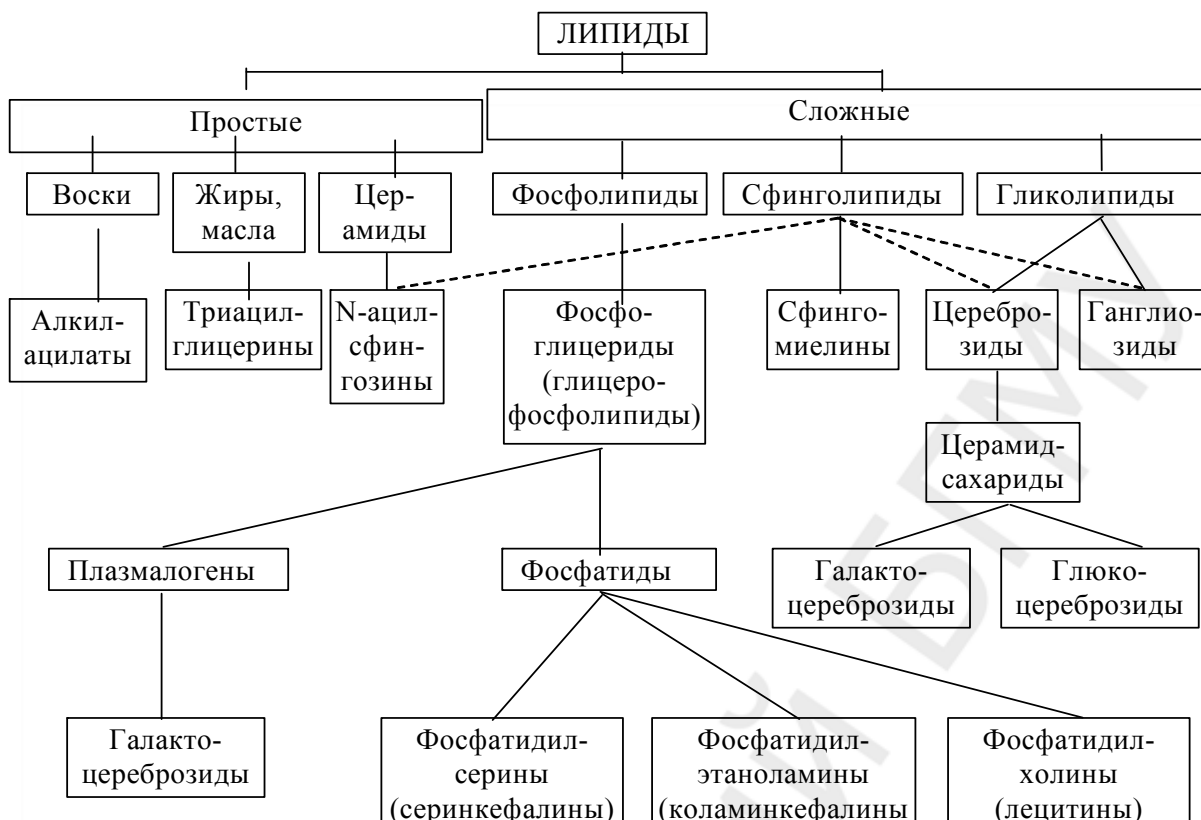 ЛИПИДЫ
Простые
Сложные
Воски
Жиры,
масла
Цер-
амиды
Фосфолипиды
Сфинголипиды
Гликолипиды
Алкил-
ацилаты
Триацил-
глицерины
N-ацил-
сфин-
гозины
Фосфо-
глицериды
(глицеро-
фосфолипиды)
Сфинго-
миелины
Церебро-
зиды
Ганглио-
зиды
Церамид-
сахариды
Плазмалогены
Фосфатиды
Галакто-
цереброзиды
Глюко-
цереброзиды
Галакто-
цереброзиды
Фосфатидил-
серины
(серинкефалины)
Фосфатидил-
этаноламины
(коламинкефалины
Фосфатидил-
холины
(лецитины)
БГМУ